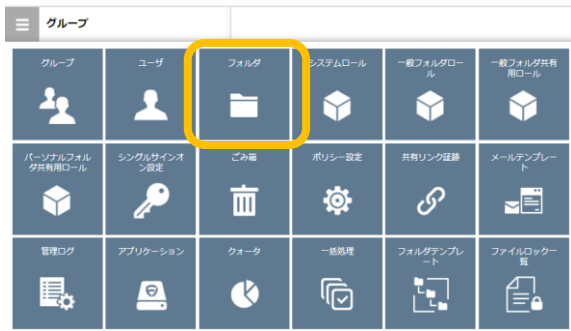 グループ
グループ
ユーザ
フォルダ
システムロール
一般フォルダロー
ル
一般フォルダ共有
用ロール
パーソナルフォル
ダ共有用ロール
シングルサインオ
ン設定
ごみ箱
ポリシー設定
共有リンク証跡
メールテンプレー
ト
管理ログ
アプリケーション
クォータ
一括処理
フォルダテンプレ
ート
ファイルロック一
覧